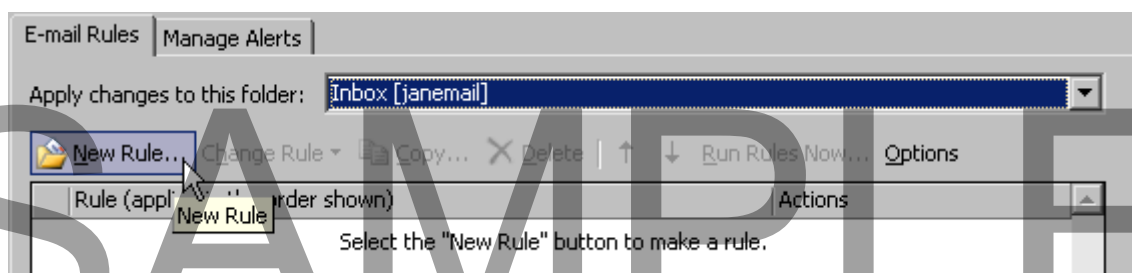 E-mail Rules Manage Alerts
Apply changes to this folder: Inbox [janemail]
New Rule... Change Rule Copy... Delete Run Rules Now... Options
Rule (appl order shown) Actions
New Rule
Select the "New Rule" button to make a rule.
SAMPLE